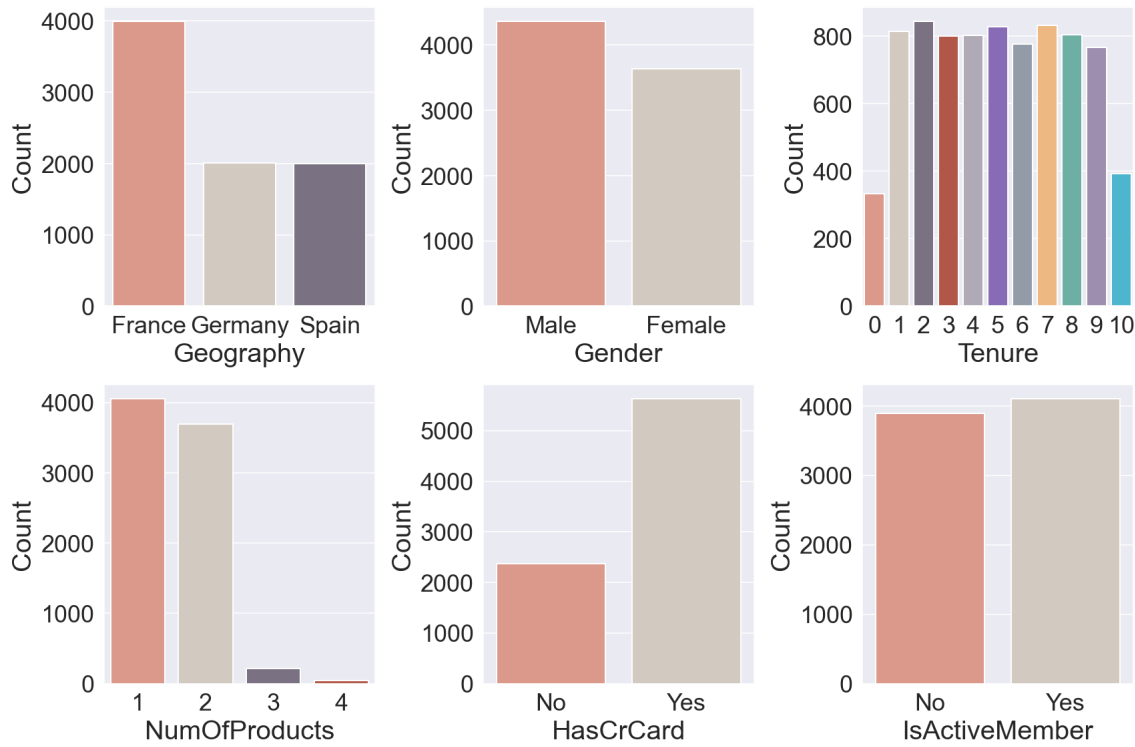 4000
3000
2000
1000
0
Count
France Germany Spain
Geography
4000
3000
2000
1000
0
Count
Male Female
Gender
800
600
400
200
0
Count
0 1 2 3 4 5 6 7 8 9 10
Tenure
4000
3000
2000
1000
0
Count
1 2 3 4
NumOfProducts
5000
4000
3000
2000
1000
0
Count
No Yes
HasCrCard
4000
3000
2000
1000
0
Count
No Yes
IsActiveMember